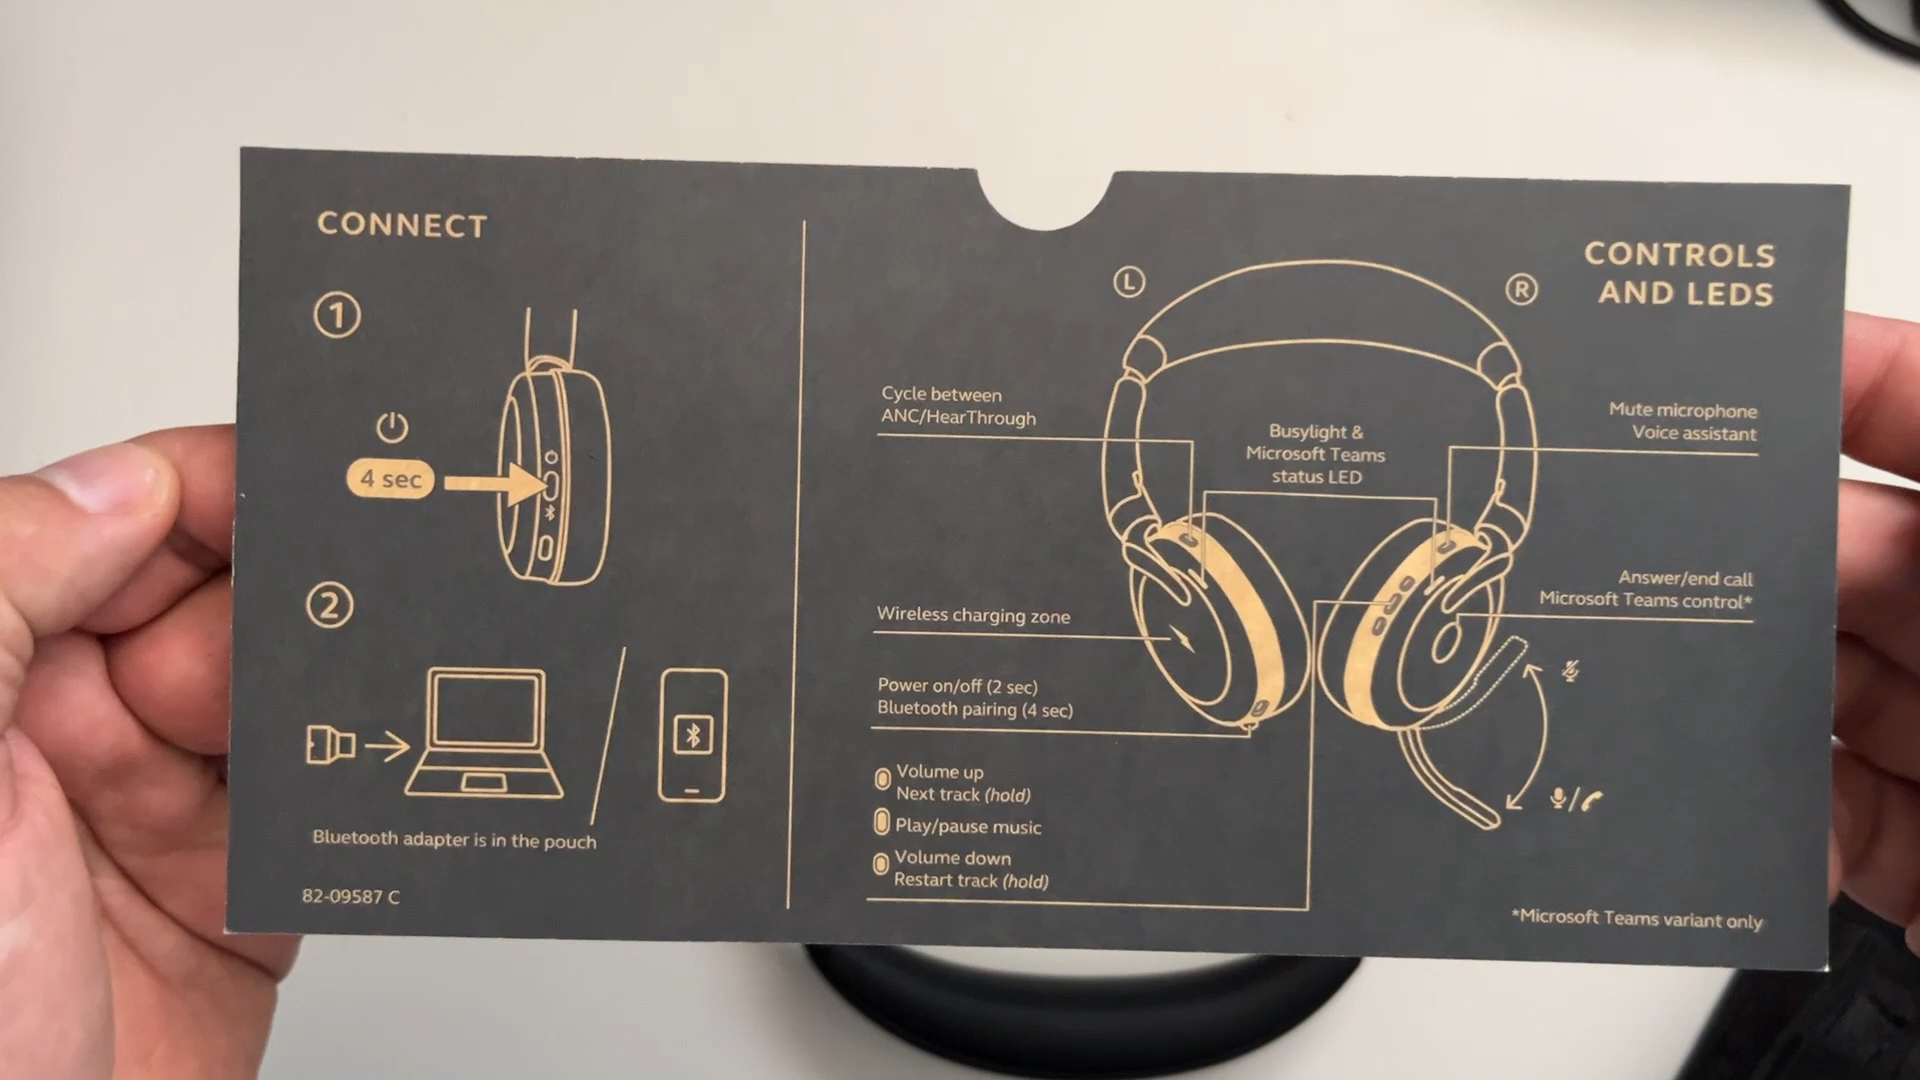 CONNECT
1
4 sec
2
Bluetooth adapter is in the pouch
82-09587 C
CONTROLS
AND LEDS
L
R
Cycle between
ANC/HearThrough
Busylight &
Microsoft Teams
status LED
Mute microphone
Voice assistant
Wireless charging zone
Answer/end call
Microsoft Teams control*
Power on/off (2 sec)
Bluetooth pairing (4 sec)
Volume up
Next track (hold)
Play/pause music
Volume down
Restart track (hold)
*Microsoft Teams variant only